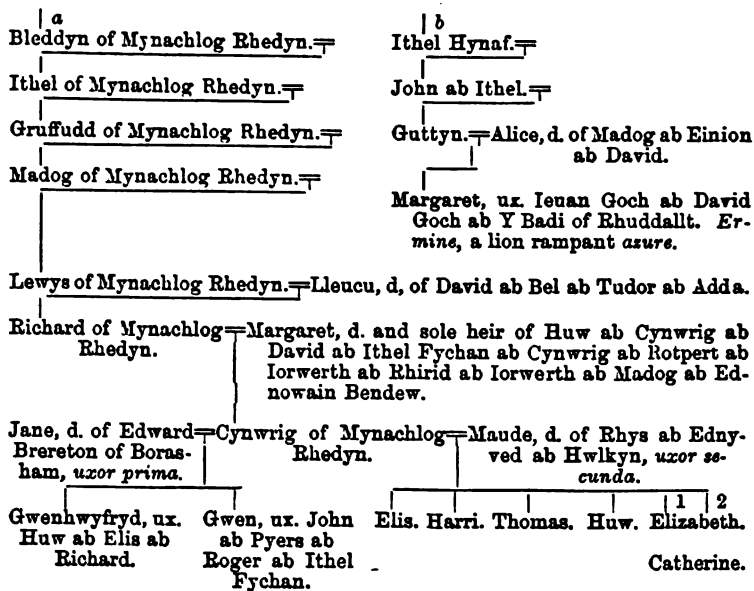 a
Bleddyn of Mynachlog Rhedyn.
Ithel of Mynachlog Rhedyn.
Gruffudd of Mynachlog Rhedyn.
Madog of Mynachlog Rhedyn.
b
Ithel Hynaf.
John ab Ithel.
Guttyn. Alice, d. of Madog ab Einion
ab David.
Margaret, ux. Ieuan Goch ab David
Goch ab Y Badi of Rhuddallt. Er-
mine, a lion rampant azure.
Lewys of Mynachlog Rhedyn. Lleucu, d, of David ab Bel ab Tudor ab Adda.
Richard of Mynachlog
Rhedyn.
Margaret, d. and sole heir of Huw ab Cynwrig ab
David ab Ithel Fychan ab Cynwrig ab Rotpert ab
Iorwerth ab Rhirid ab Iorwerth ab Madog ab Ed-
nowain Bendew.
Jane, d. of Edward
Brereton of Boras-
ham, uxor prima.
Cynwrig of Mynachlog
Rhedyn.
Maude, d. of Rhys ab Edny-
ved ab Hwlkyn, uxor se-
cunda.
Gwenhwyfryd, ux.
Huw ab Elis ab
Richard.
Gwen, ux. John
ab Pyers ab
Roger ab Ithel
Fychan.
1 2
Elis. Harri. Thomas. Huw. Elizabeth.
Catherine.